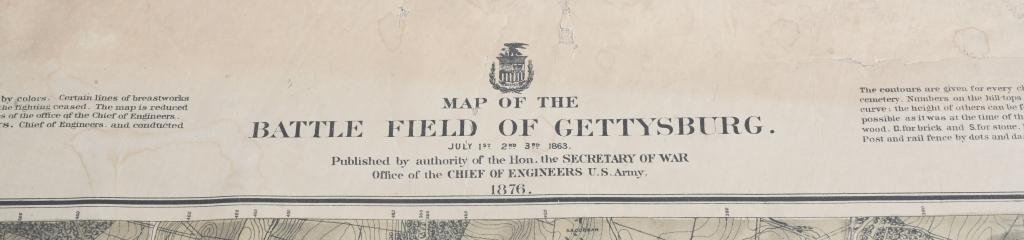 MAP OF THE
BATTLE FIELD OF GETTYSBURG.
JULY 1ST 2ND 3RD 1863.
Published by authority of the Hon. the SECRETARY OF WAR
Office of the CHIEF OF ENGINEERS U.S. Army.
1876.
by colors. Certain lines of breastworks
the fighting ceased. The map is reduced
s of the office of the Chief of Engineers.
rs. Chief of Engineers. and conducted
The contours are given for every
cemetery. Numbers on the hill-tops
curve: the height of others can be
possible as it was at the time of th
wood. B.for brick and S.for stone.
Post and rail fence by dots and da